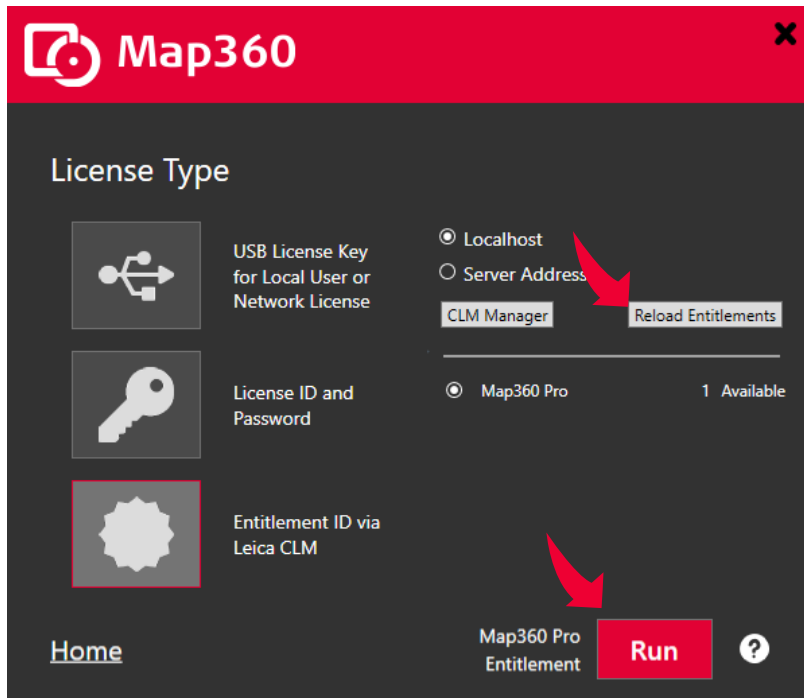 Map360
License Type
USB License Key
for Local User or
Network License
Localhost
Server Address
CLM Manager
Reload Entitlements
License ID and
Password
Map360 Pro
1 Available
Entitlement ID via
Leica CLM
Home
Map360 Pro
Entitlement
Run
?